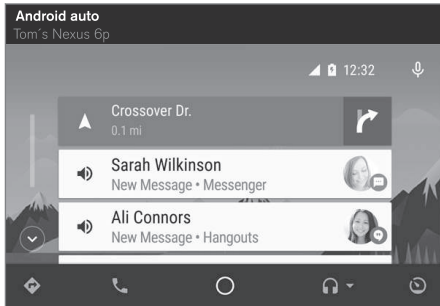 Android auto
Tom´s Nexus 6p
12:32
Crossover Dr.
0.1 mi
Sarah Wilkinson
New Message • Messenger
Ali Connors
New Message • Hangouts